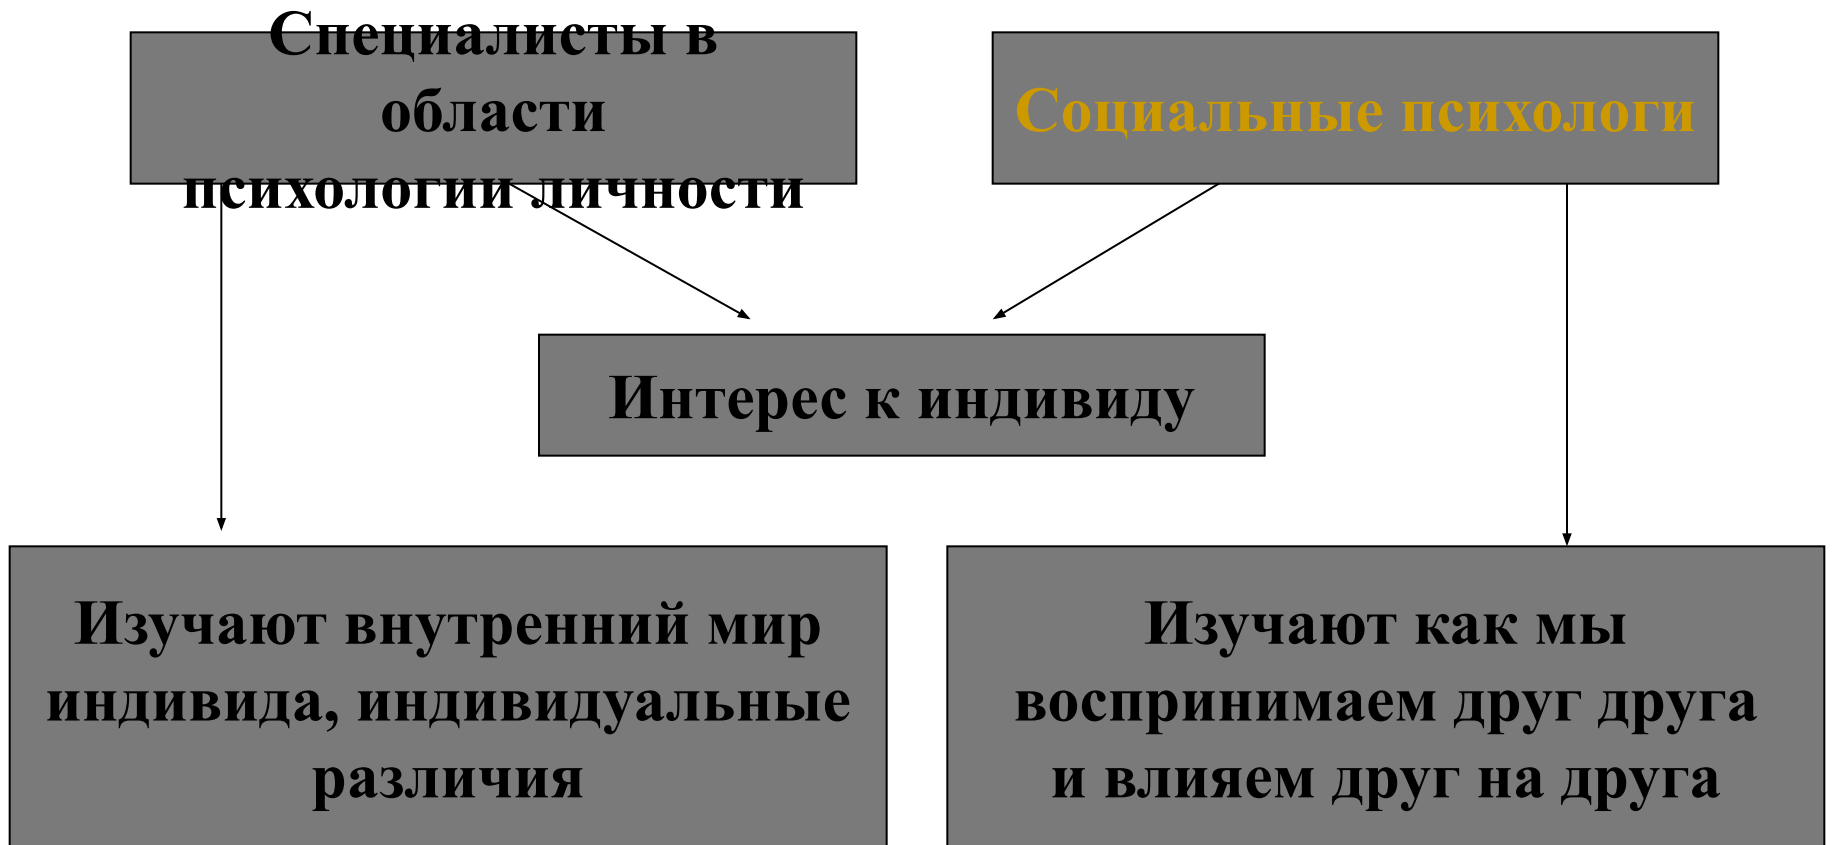 Специалисты в
области
психологии личности
Социальные психологи
Интерес к индивиду
Изучают внутренний мир
индивида, индивидуальные
различия
Изучают как мы
воспринимаем друг друга
и влияем друг на друга